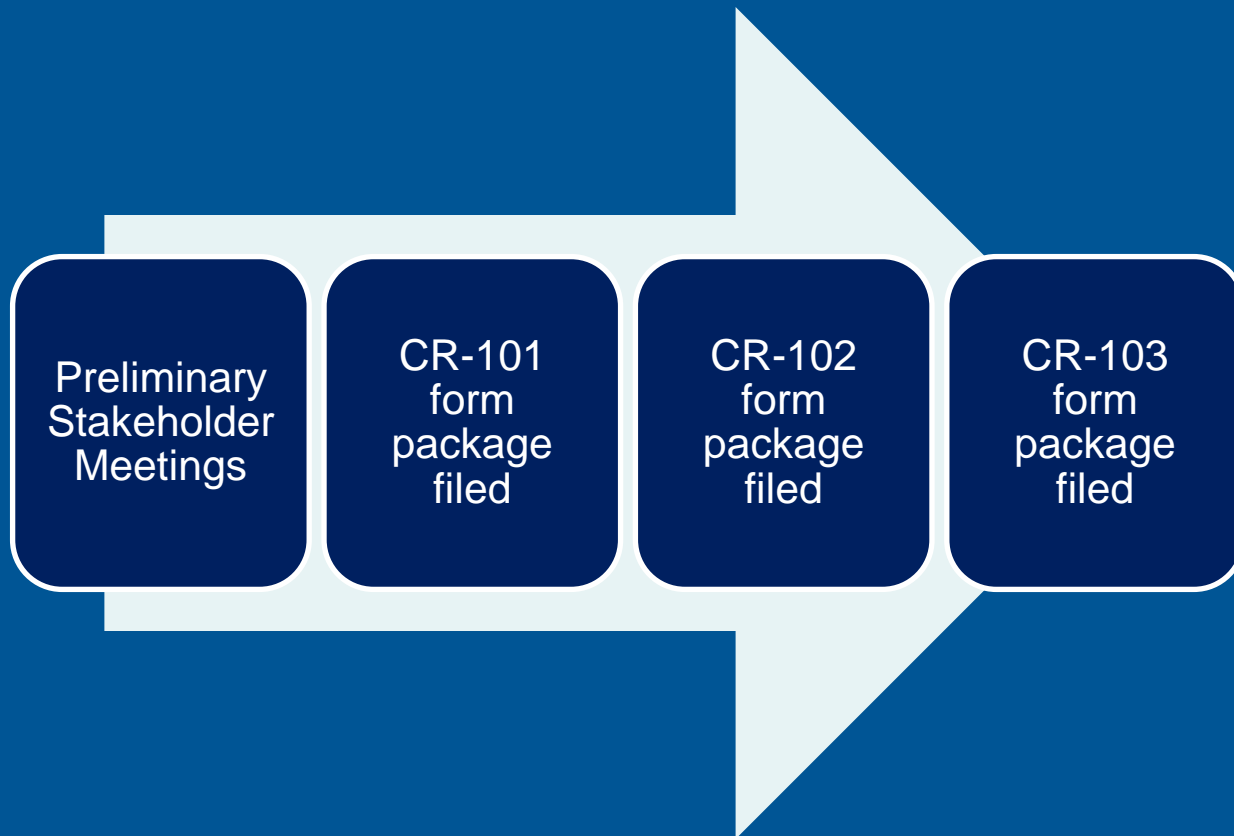 Preliminary
Stakeholder
Meetings
CR-101
form
package
filed
CR-102
form
package
filed
CR-103
form
package
filed